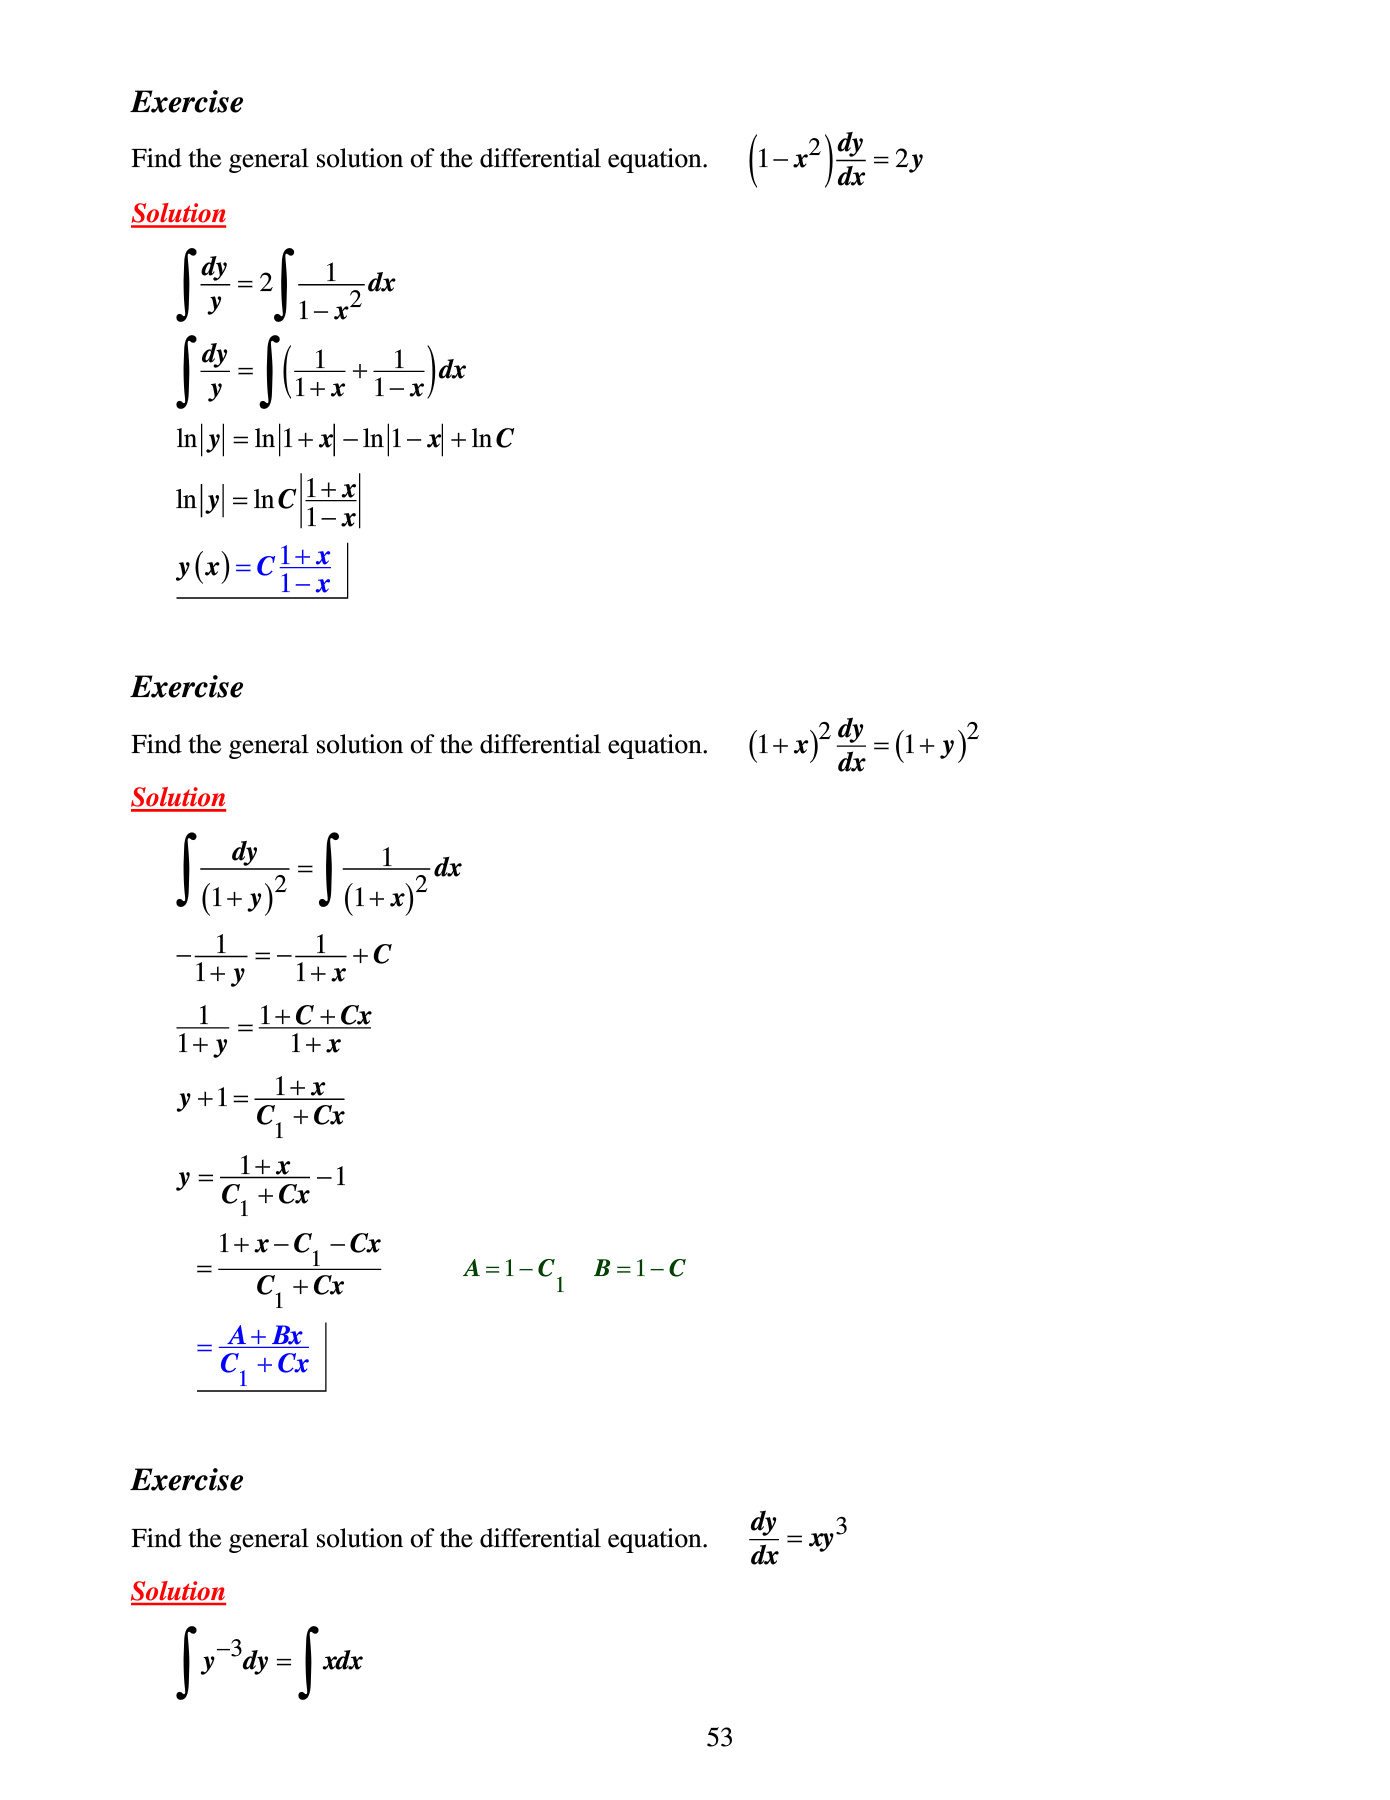 Exercise
Find the general solution of the differential equation. $\left(1-x^2\right)\frac{dy}{dx}=2y$
Solution
$\int\frac{dy}{y}=2\int\frac{1}{1-x^2}dx$
$\int\frac{dy}{y}=\int\left(\frac{1}{1+x}+\frac{1}{1-x}\right)dx$
$\ln|y|=\ln|1+x|-\ln|1-x|+\ln C$
$\ln|y|=\ln C\left|\frac{1+x}{1-x}\right|$
$y(x)=C\frac{1+x}{1-x}$
Exercise
Find the general solution of the differential equation. $(1+x)^2\frac{dy}{dx}=(1+y)^2$
Solution
$\int\frac{dy}{(1+y)^2}=\int\frac{1}{(1+x)^2}dx$
$-\frac{1}{1+y}=-\frac{1}{1+x}+C$
$\frac{1}{1+y}=\frac{1+C+Cx}{1+x}$
$y+1=\frac{1+x}{C_1+Cx}$
$y=\frac{1+x}{C_1+Cx}-1$
$=\frac{1+x-C_1-Cx}{C_1+Cx}$ $A=1-C_1$ $B=1-C$
$=\frac{A+Bx}{C_1+Cx}$
Exercise
Find the general solution of the differential equation. $\frac{dy}{dx}=xy^3$
Solution
$\int y^{-3}dy=\int xdx$
53